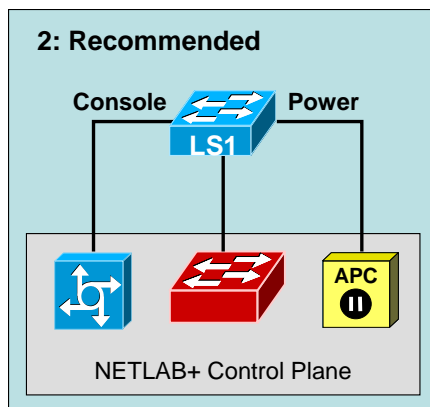 2: Recommended
Console
Power
LS1
APC
NETLAB+ Control Plane